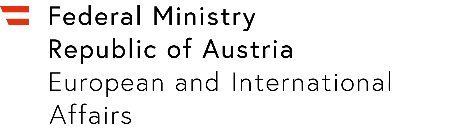 Federal Ministry
Republic of Austria
European and International
Affairs